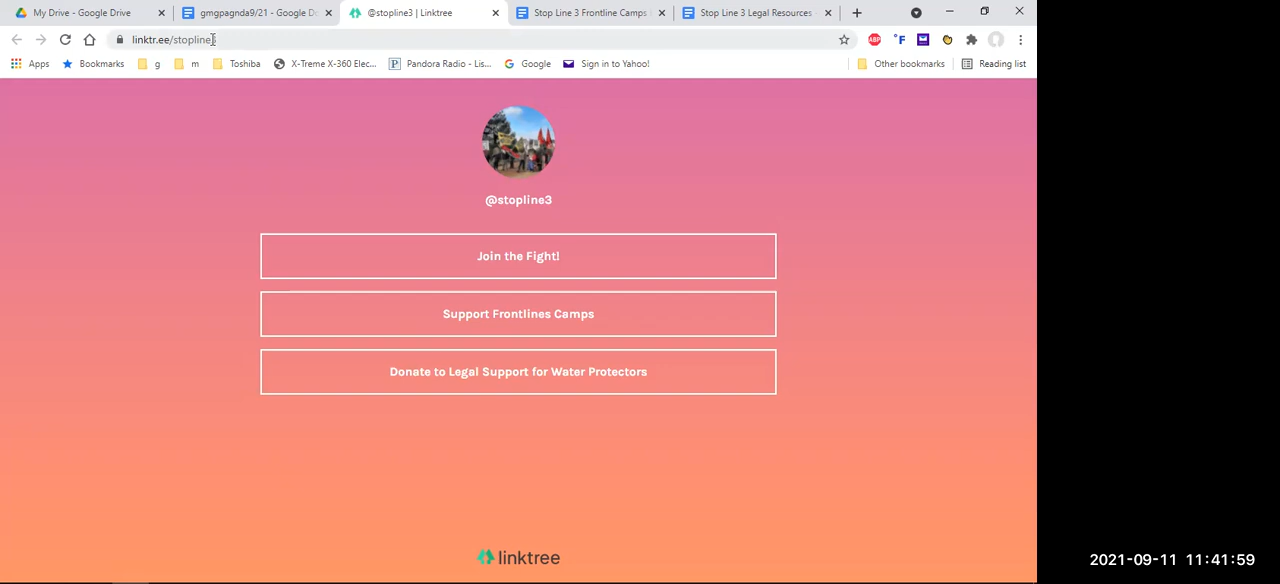 My Drive - Google Drive
gmgpagnda9/21 - Google D
@stopline3 | Linktree
Stop Line 3 Frontline Camps
Stop Line 3 Legal Resources -
linktr.ee/stopline3
ABP
°F
Apps
Bookmarks
g
m
Toshiba
X-Treme X-360 Elec...
P
Pandora Radio - Lis...
G
Google
Sign in to Yahoo!
Other bookmarks
Reading list
@stopline3
Join the Fight!
Support Frontlines Camps
Donate to Legal Support for Water Protectors
linktree
2021-09-11 11:41:59